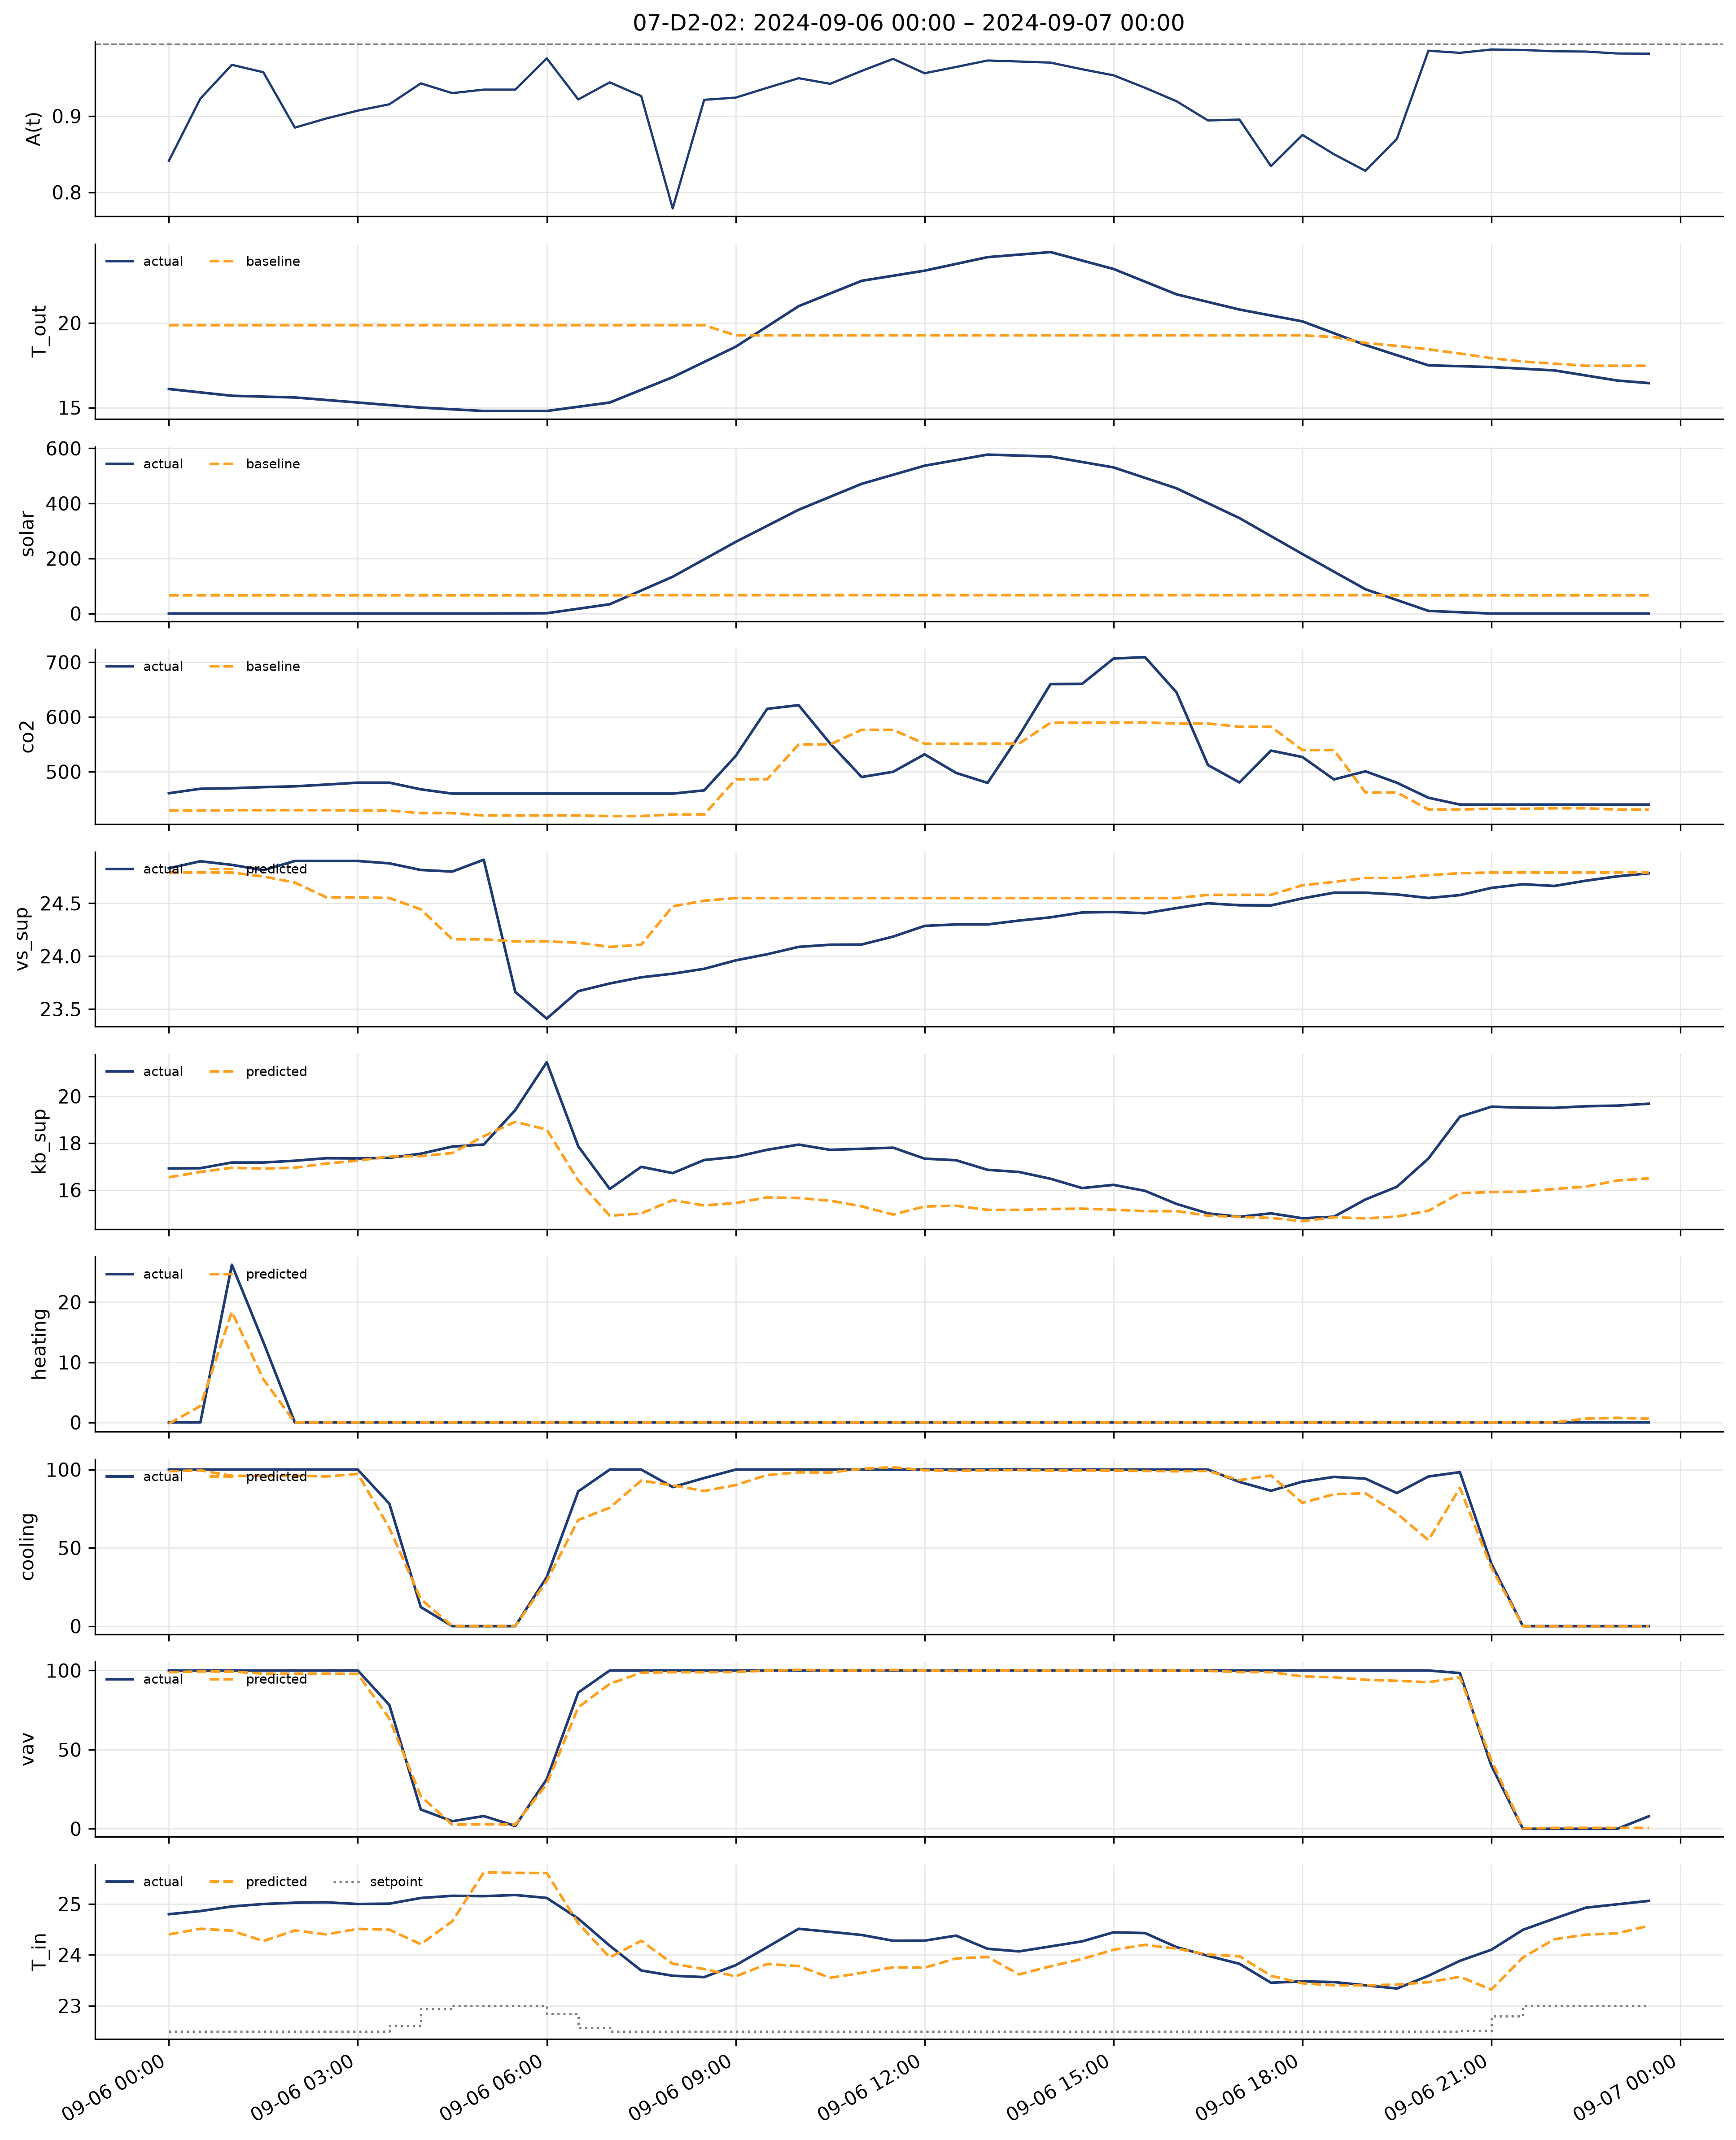 07-D2-02: 2024-09-06 00:00 – 2024-09-07 00:00
A(t)
0.9
0.8
actual baseline
T_out
20
15
actual baseline
solar
600
400
200
0
actual baseline
co2
700
600
500
actual predicted
vs_sup
24.5
24.0
23.5
actual predicted
kb_sup
20
18
16
actual predicted
heating
20
10
0
actual predicted
cooling
100
50
0
actual predicted
vav
100
50
0
actual predicted setpoint
T_in
25
24
23
09-06 00:00
09-06 03:00
09-06 06:00
09-06 09:00
09-06 12:00
09-06 15:00
09-06 18:00
09-06 21:00
09-07 00:00